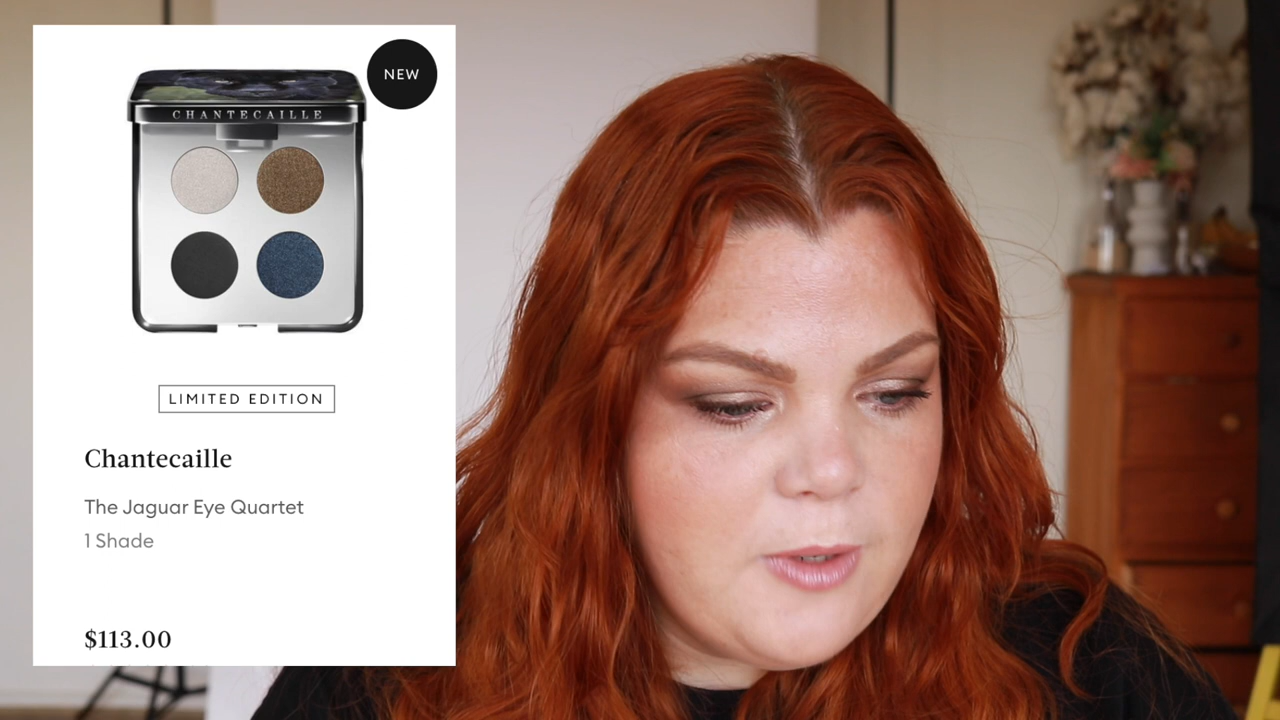 NEW
CHANTECAILLE
LIMITED EDITION
Chantecaille
The Jaguar Eye Quartet
1 Shade
$113.00